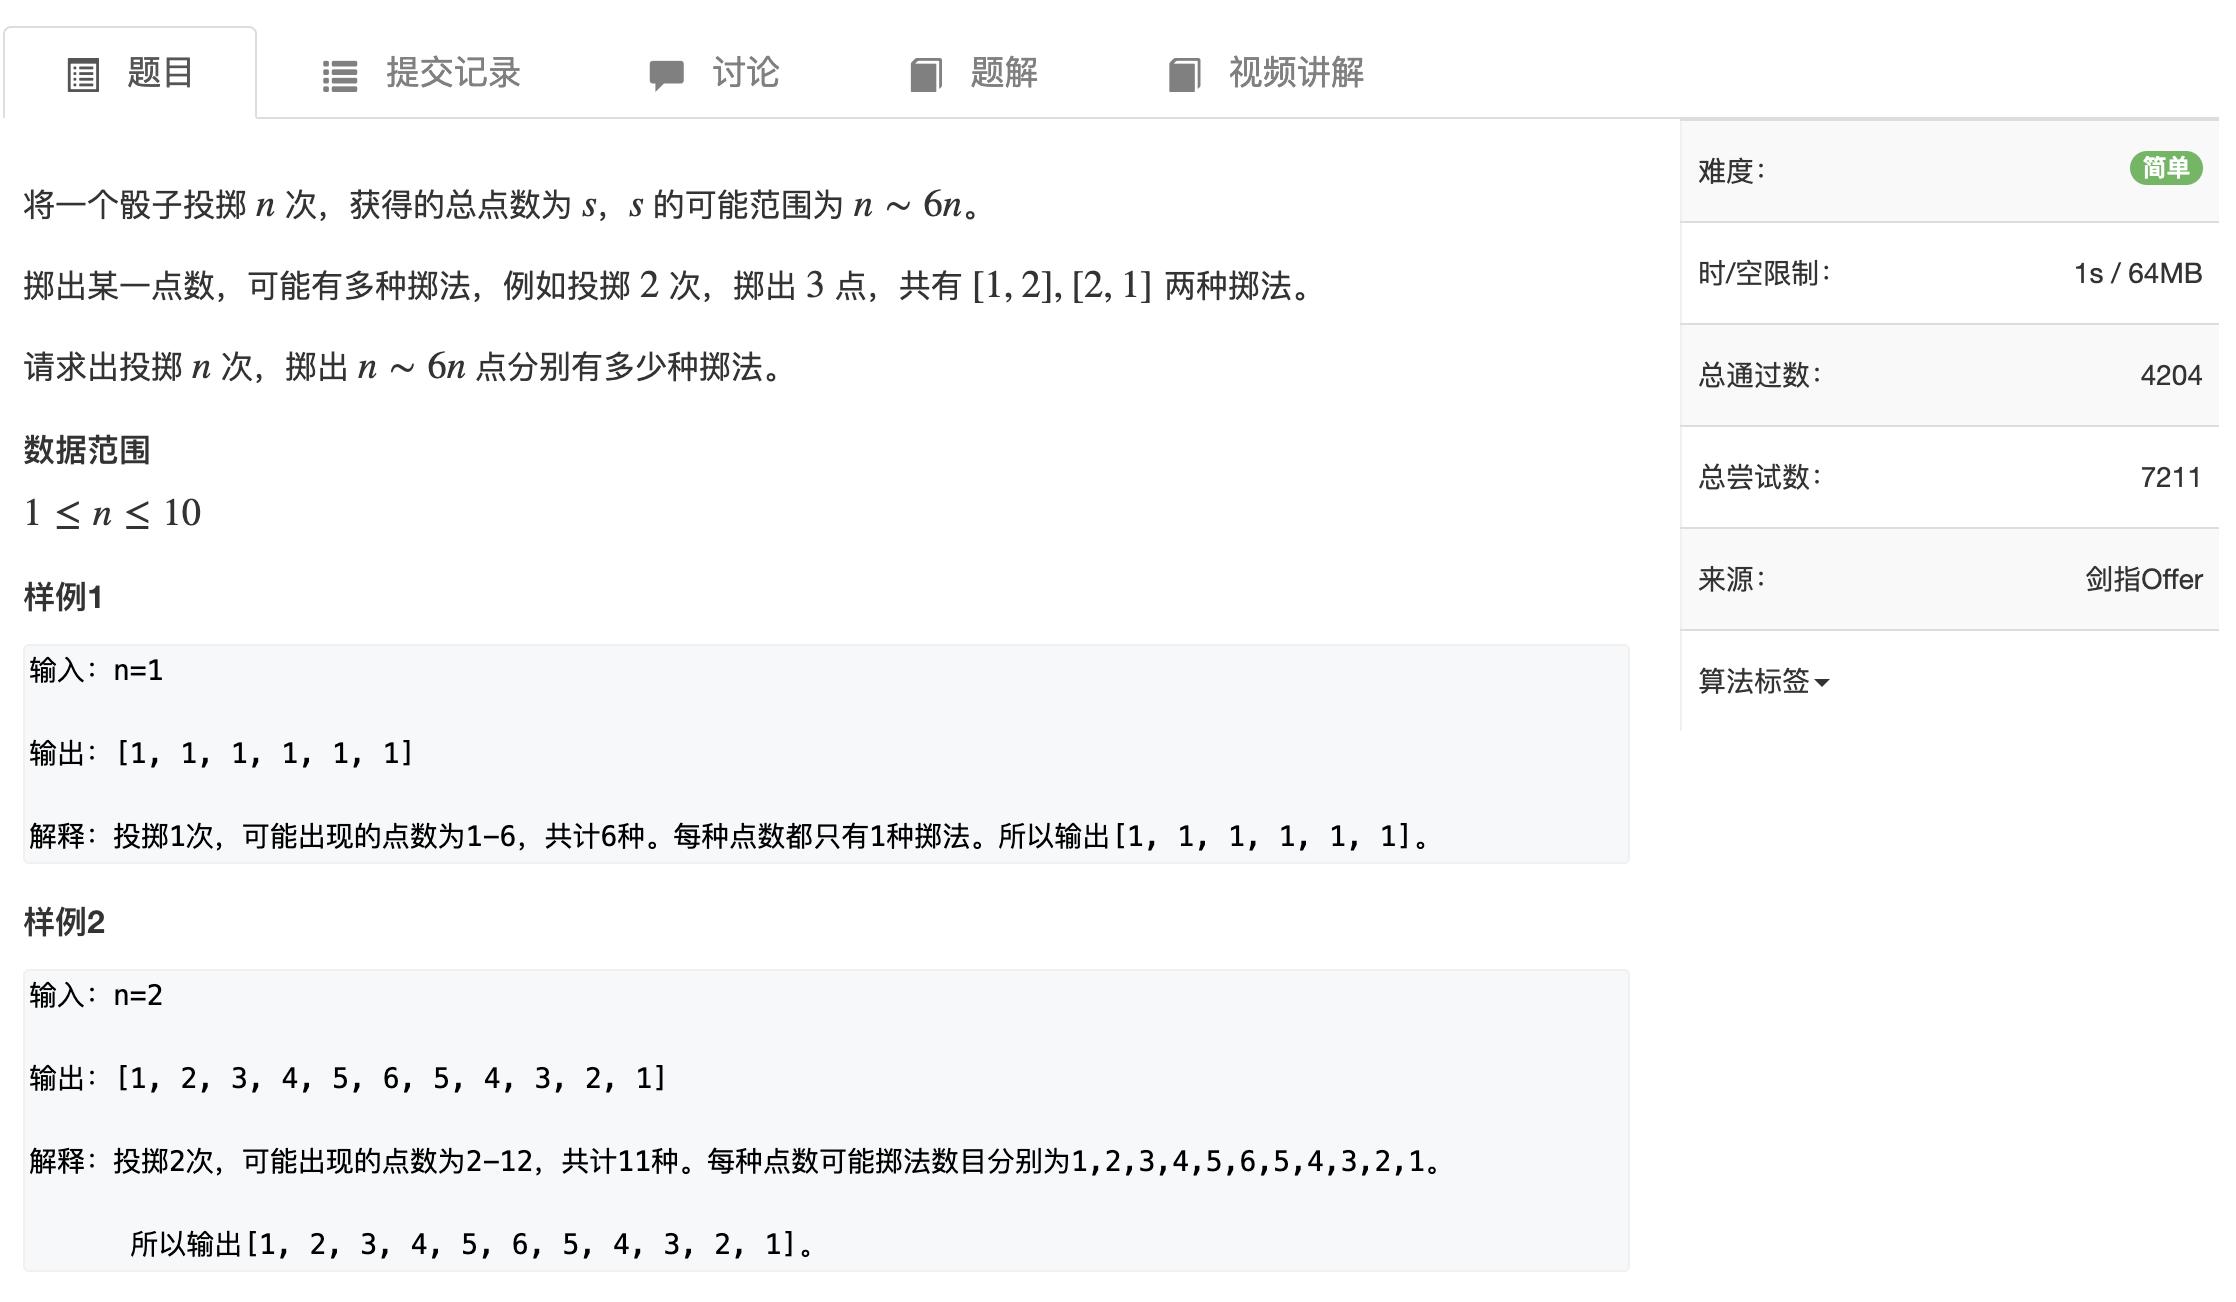 题目 提交记录 讨论 题解 视频讲解
将一个骰子投掷 n 次，获得的总点数为 s，s 的可能范围为 n ∼ 6n。
掷出某一点数，可能有多种掷法，例如投掷 2 次，掷出 3 点，共有 [1, 2], [2, 1] 两种掷法。
请求出投掷 n 次，掷出 n ∼ 6n 点分别有多少种掷法。
数据范围
1 ≤ n ≤ 10
样例1
输入：n=1
输出：[1, 1, 1, 1, 1, 1]
解释：投掷1次，可能出现的点数为1-6，共计6种。每种点数都只有1种掷法。所以输出[1, 1, 1, 1, 1, 1]。
样例2
输入：n=2
输出：[1, 2, 3, 4, 5, 6, 5, 4, 3, 2, 1]
解释：投掷2次，可能出现的点数为2-12，共计11种。每种点数可能掷法数目分别为1,2,3,4,5,6,5,4,3,2,1。
所以输出[1, 2, 3, 4, 5, 6, 5, 4, 3, 2, 1]。
难度： 简单
时/空限制： 1s / 64MB
总通过数： 4204
总尝试数： 7211
来源： 剑指Offer
算法标签